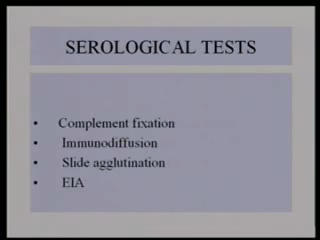 SEROLOGICAL TESTS
• Complement fixation
• Immunodiffusion
• Slide agglutination
• EIA